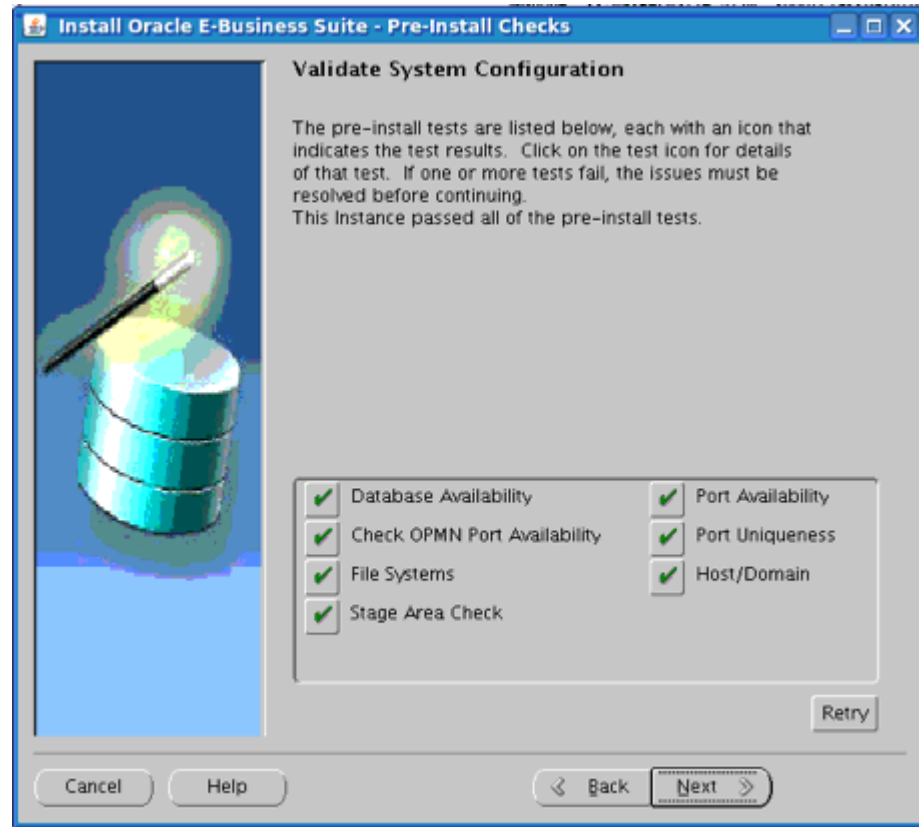 Install Oracle E-Business Suite - Pre-Install Checks
Validate System Configuration
The pre-install tests are listed below, each with an icon that
indicates the test results. Click on the test icon for details
of that test. If one or more tests fail, the issues must be
resolved before continuing.
This Instance passed all of the pre-install tests.
Database Availability
Port Availability
Check OPMN Port Availability
Port Uniqueness
File Systems
Host/Domain
Stage Area Check
Retry
Cancel
Help
Back
Next